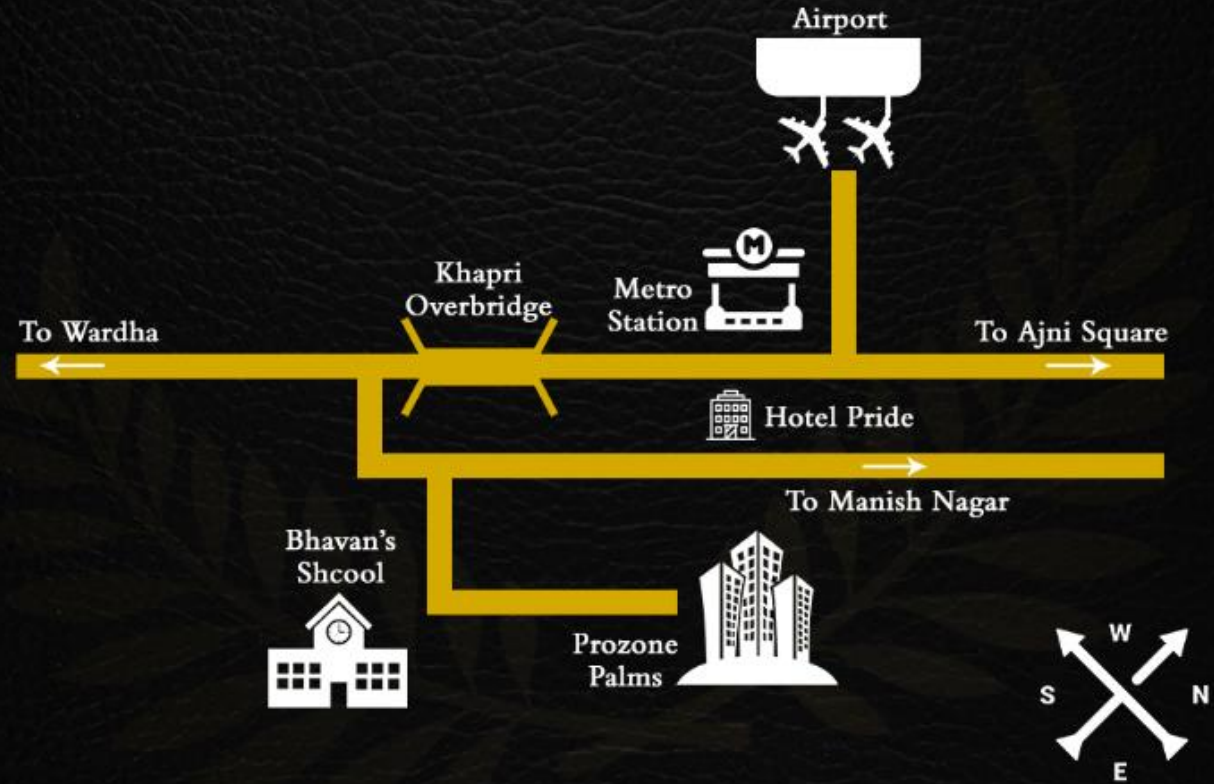 Airport
M
Khapri
Overbridge
Metro
Station
To Wardha
To Ajni Square
Hotel Pride
To Manish Nagar
Bhavan's
Shcool
Prozone
Palms
W
S
N
E